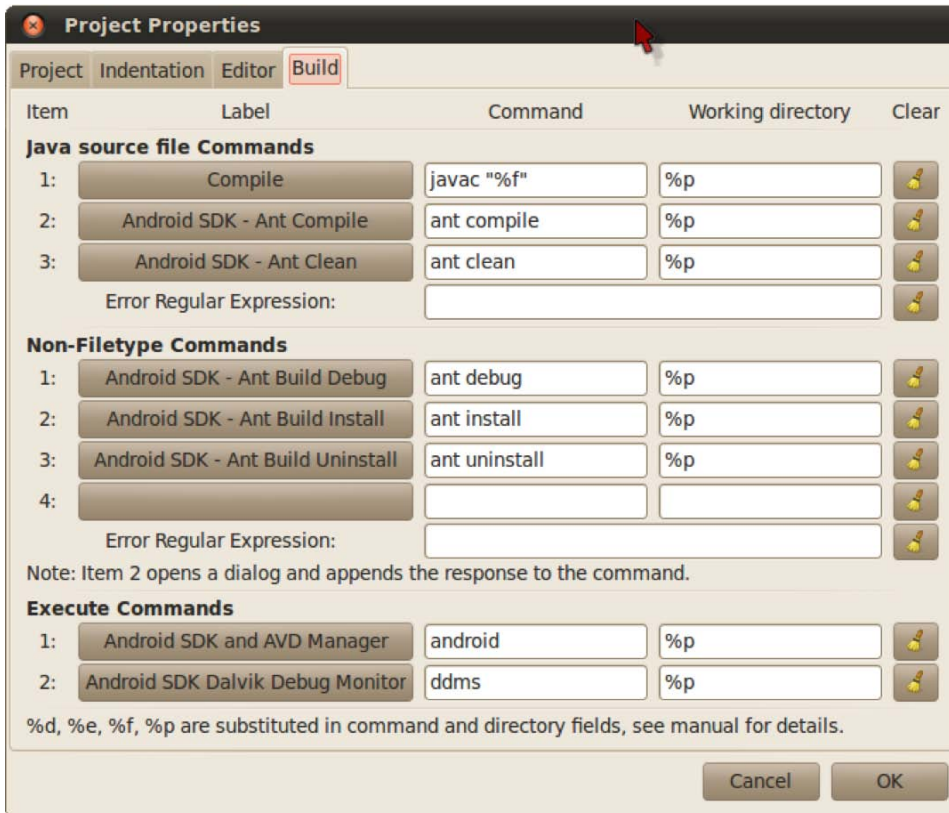 Project Properties
Project Indentation Editor Build
Item Label Command Working directory Clear
Java source file Commands
1: Compile javac "%f" %p
2: Android SDK - Ant Compile ant compile %p
3: Android SDK - Ant Clean ant clean %p
Error Regular Expression:
Non-Filetype Commands
1: Android SDK - Ant Build Debug ant debug %p
2: Android SDK - Ant Build Install ant install %p
3: Android SDK - Ant Build Uninstall ant uninstall %p
4:
Error Regular Expression:
Note: Item 2 opens a dialog and appends the response to the command.
Execute Commands
1: Android SDK and AVD Manager android %p
2: Android SDK Dalvik Debug Monitor ddms %p
%d, %e, %f, %p are substituted in command and directory fields, see manual for details.
Cancel OK